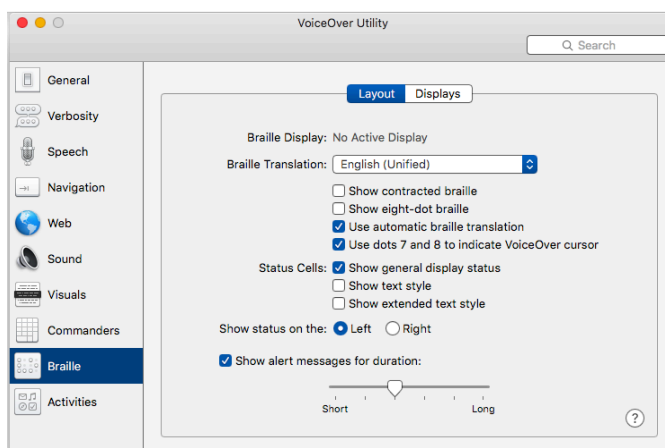 VoiceOver Utility
Search
General
Verbosity
Speech
Navigation
Web
Sound
Visuals
Commanders
Braille
Activities
Layout Displays
Braille Display: No Active Display
Braille Translation: English (Unified)
Show contracted braille
Show eight-dot braille
Use automatic braille translation
Use dots 7 and 8 to indicate VoiceOver cursor
Status Cells: Show general display status
Show text style
Show extended text style
Show status on the: Left Right
Show alert messages for duration:
Short Long
?